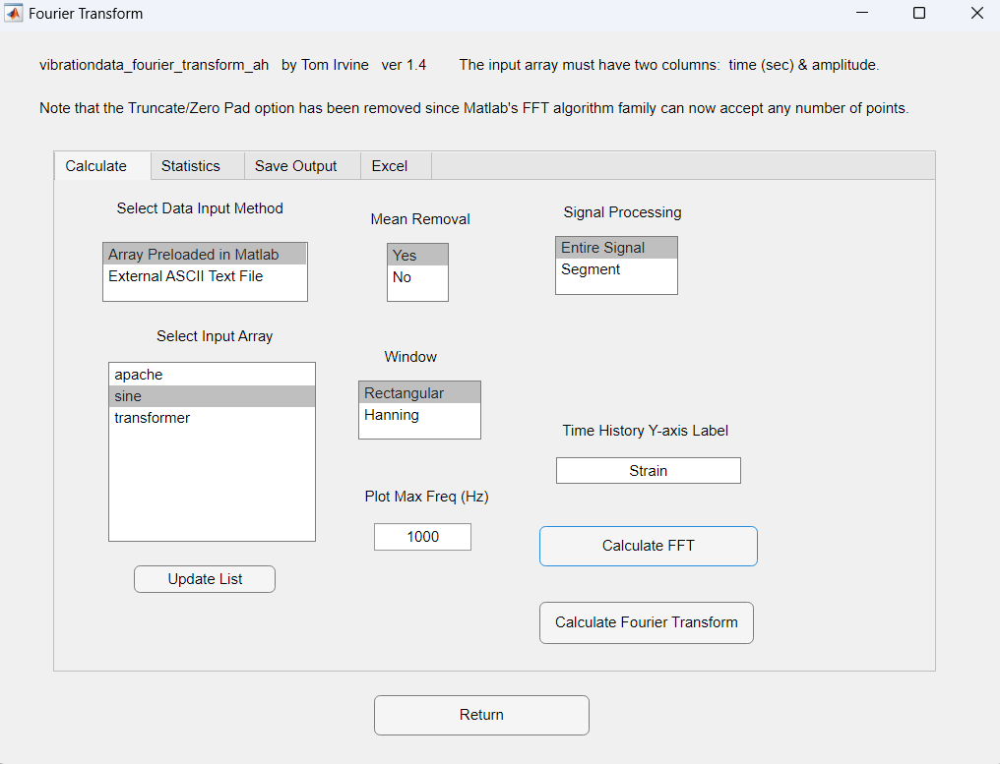 Fourier Transform
vibrationdata_fourier_transform_ah   by Tom Irvine   ver 1.4        The input array must have two columns:  time (sec) & amplitude.
Note that the Truncate/Zero Pad option has been removed since Matlab's FFT algorithm family can now accept any number of points.
Calculate
Statistics
Save Output
Excel
Select Data Input Method
Array Preloaded in Matlab
External ASCII Text File
Mean Removal
Yes
No
Signal Processing
Entire Signal
Segment
Select Input Array
apache
sine
transformer
Update List
Window
Rectangular
Hanning
Plot Max Freq (Hz)
1000
Time History Y-axis Label
Strain
Calculate FFT
Calculate Fourier Transform
Return